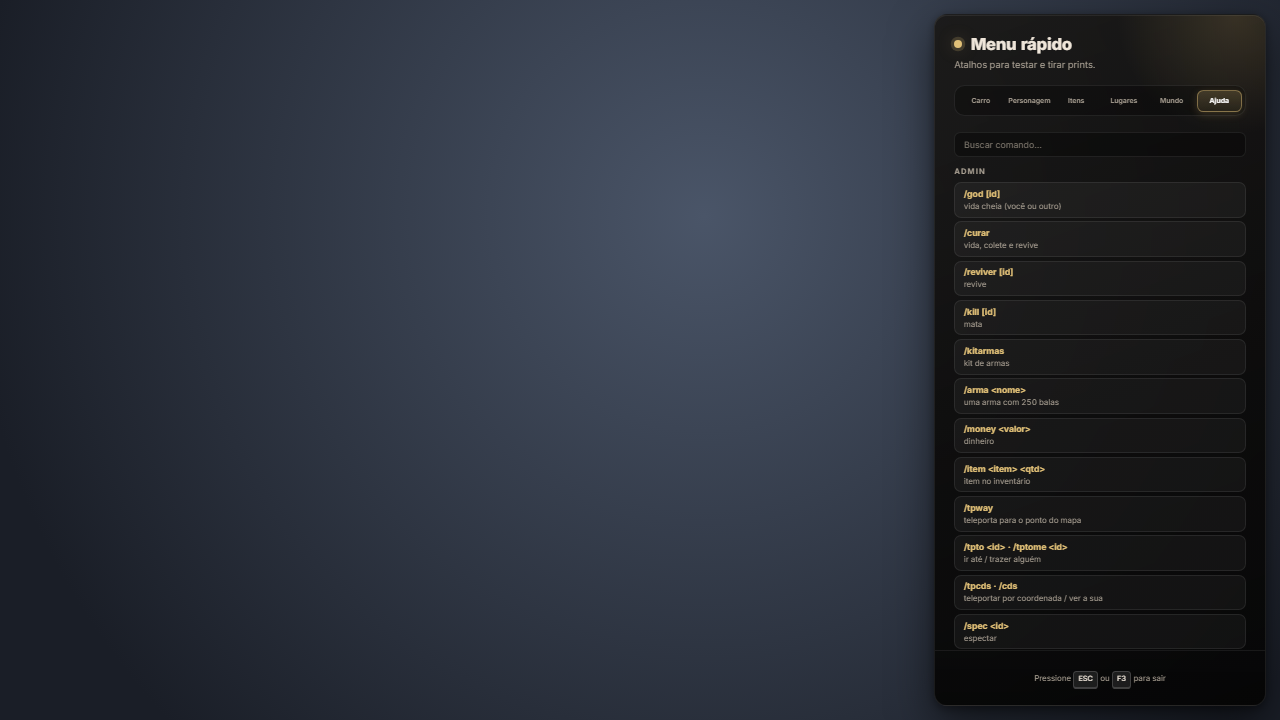 Menu rápido
Atalhos para testar e tirar prints.
Carro Personagem Itens Lugares Mundo Ajuda
Buscar comando...
ADMIN
/god [id]
vida cheia (você ou outro)
/curar
vida, colete e revive
/reviver [id]
revive
/kill [id]
mata
/kitarmas
kit de armas
/arma <nome>
uma arma com 250 balas
/money <valor>
dinheiro
/item <item> <qtd>
item no inventário
/tpway
teleporta para o ponto do mapa
/tpto <id> · /tptome <id>
ir até / trazer alguém
/tpcds · /cds
teleportar por coordenada / ver a sua
/spec <id>
espectar
Pressione ESC ou F3 para sair